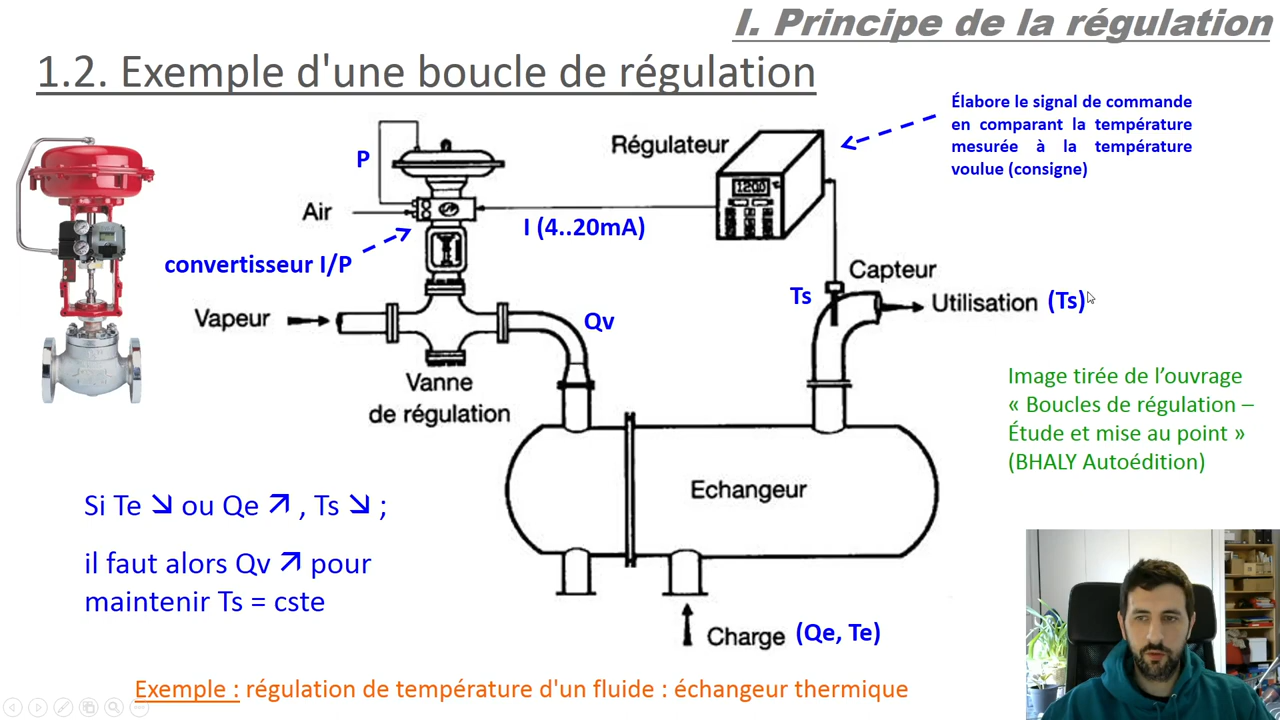 I. Principe de la régulation
1.2. Exemple d'une boucle de régulation
Élabore le signal de commande
en comparant la température
mesurée à la température
voulue (consigne)
P
Régulateur
1200
Air
I (4..20mA)
convertisseur I/P
Capteur
Ts
Utilisation (Ts)
Vapeur
Qv
Vanne
de régulation
Image tirée de l’ouvrage
« Boucles de régulation –
Étude et mise au point »
(BHALY Autoédition)
Echangeur
Si Te ↘ ou Qe ↗ , Ts ↘ ;
il faut alors Qv ↗ pour
maintenir Ts = cste
Charge (Qe, Te)
Exemple : régulation de température d'un fluide : échangeur thermique